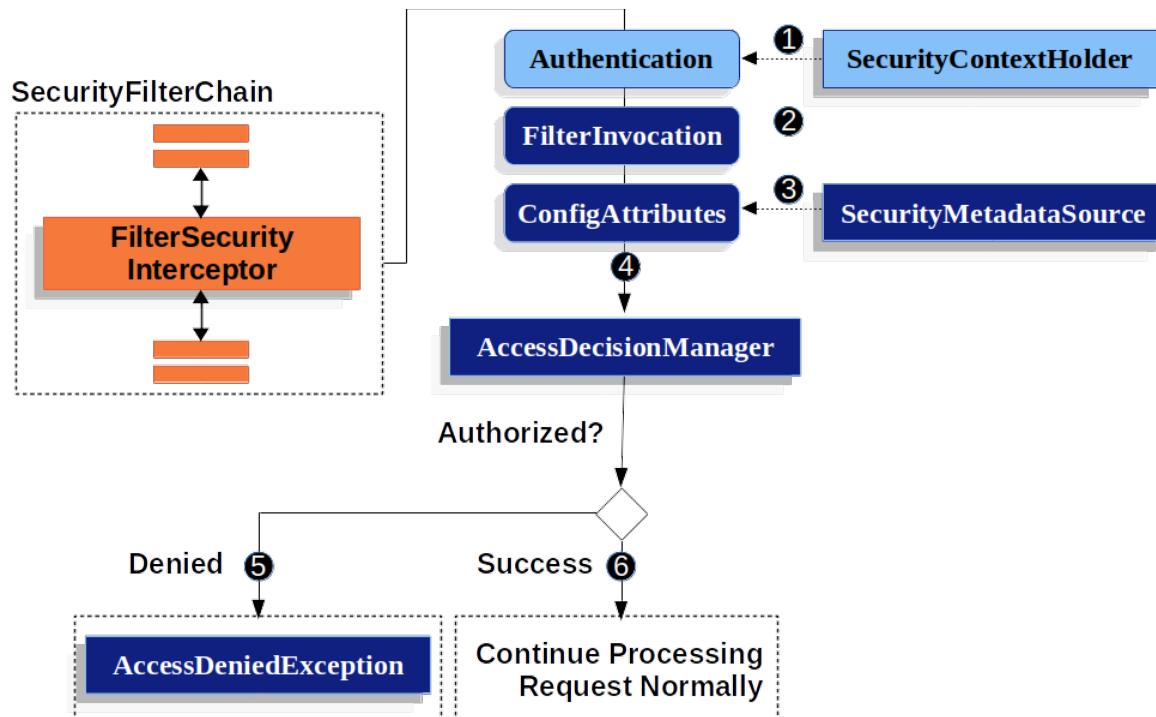 1
Authentication
SecurityContextHolder
SecurityFilterChain
2
FilterInvocation
3
ConfigAttributes
SecurityMetadataSource
FilterSecurity
Interceptor
4
AccessDecisionManager
Authorized?
Denied
5
Success
6
AccessDeniedException
Continue Processing
Request Normally